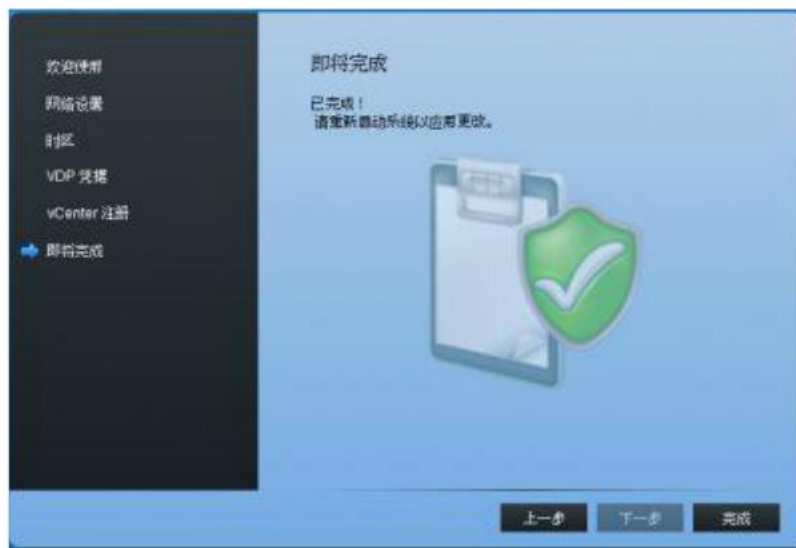 欢迎使用
网络设置
时区
VDP 凭据
vCenter 注册
即将完成
即将完成
已完成！
请重新启动系统以应用更改。
上一步
下一步
完成